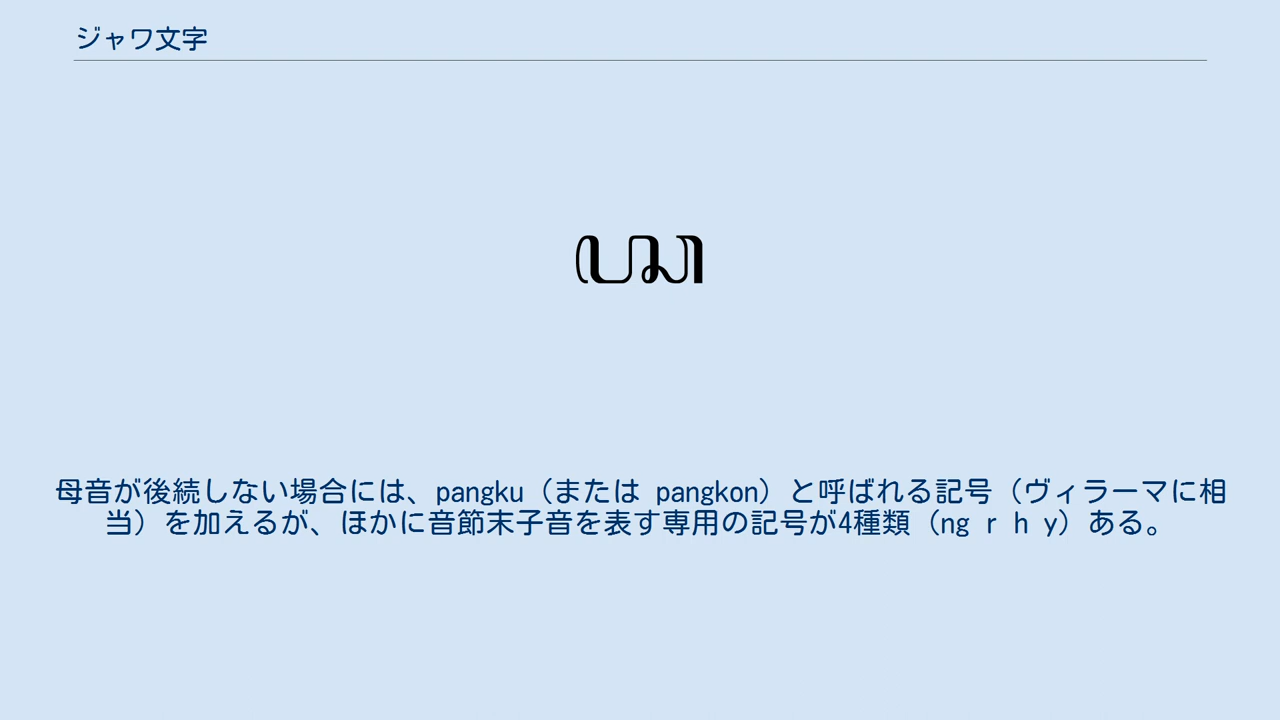 ジャワ文字
ꦱ
母音が後続しない場合には、pangku（または pangkon）と呼ばれる記号（ヴィラーマに相
当）を加えるが、ほかに音節末子音を表す専用の記号が4種類（ng r h y）ある。